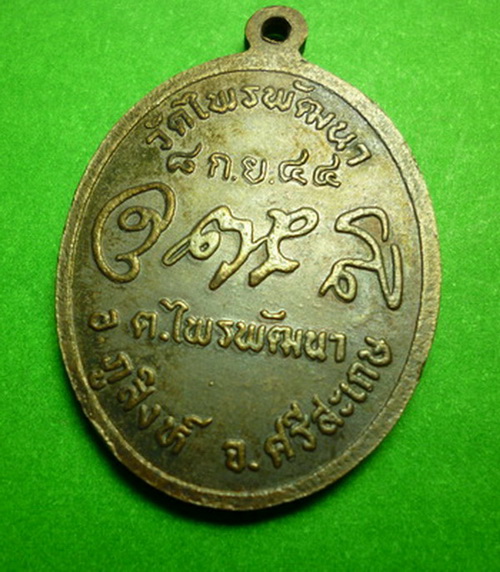 วัดไพรพัฒนา
๘ ก.ย.๔๔
ต.ไพรพัฒนา
อ.ภูสิงห์ จ.ศรีสะเกษ